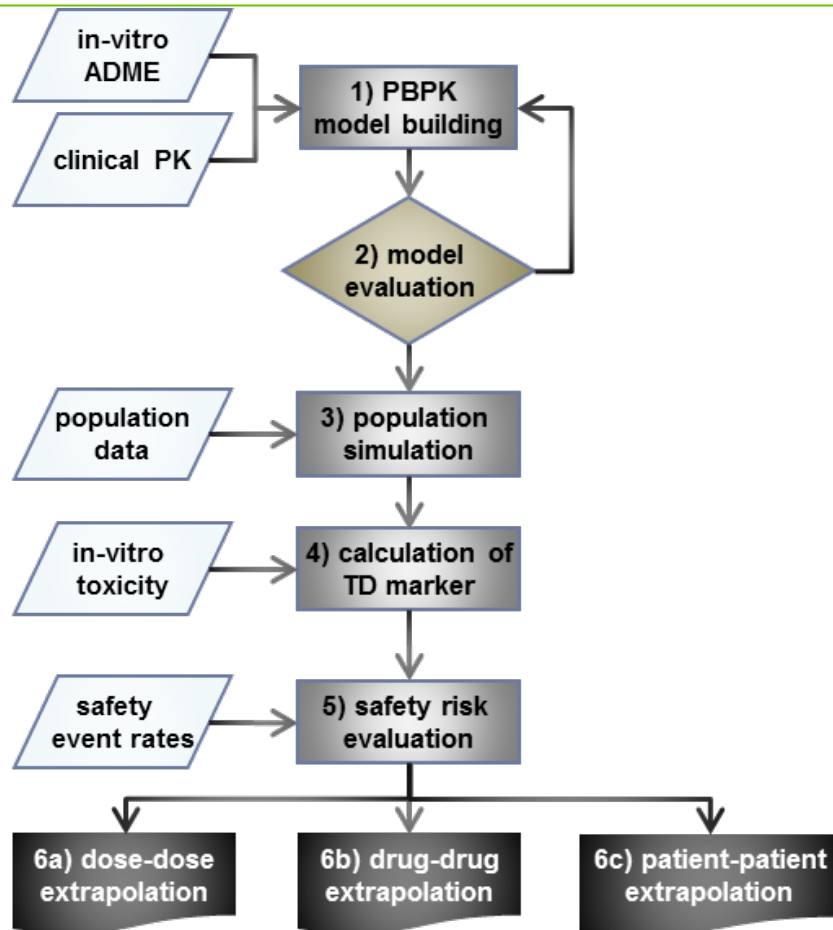 in-vitro
ADME
1) PBPK
model building
clinical PK
2) model
evaluation
population
data
3) population
simulation
in-vitro
toxicity
4) calculation of
TD marker
safety
event rates
5) safety risk
evaluation
6a) dose-dose
extrapolation
6b) drug-drug
extrapolation
6c) patient-patient
extrapolation